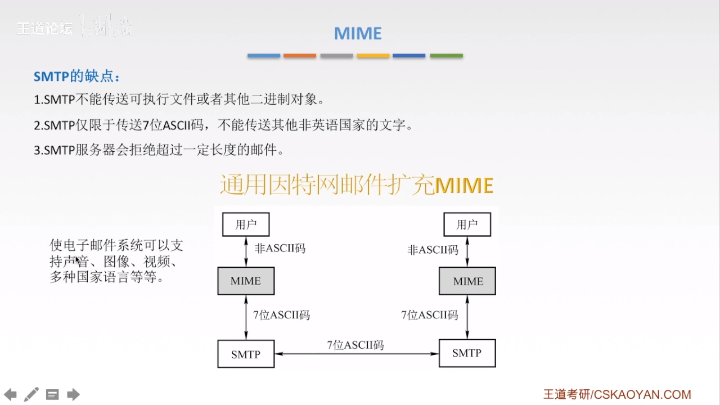 王道论坛
MIME
SMTP的缺点：
1.SMTP不能传送可执行文件或者其他二进制对象。
2.SMTP仅限于传送7位ASCII码，不能传送其他非英语国家的文字。
3.SMTP服务器会拒绝超过一定长度的邮件。
通用因特网邮件扩充MIME
用户
用户
非ASCII码
非ASCII码
使电子邮件系统可以支
持声音、图像、视频、
多种国家语言等等。
MIME
MIME
7位ASCII码
7位ASCII码
7位ASCII码
SMTP
SMTP
王道考研/CSKAOYAN.COM